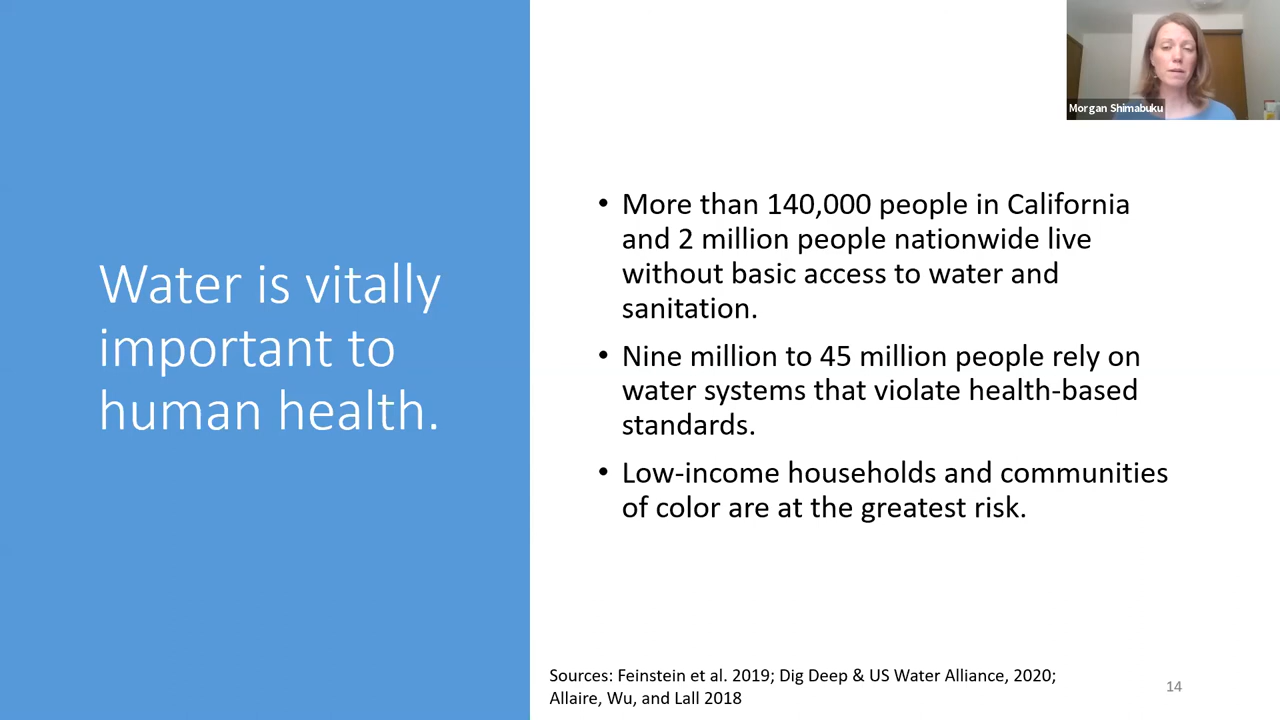 Morgan Shimabuku
Water is vitally
important to
human health.
• More than 140,000 people in California
and 2 million people nationwide live
without basic access to water and
sanitation.
• Nine million to 45 million people rely on
water systems that violate health-based
standards.
• Low-income households and communities
of color are at the greatest risk.
Sources: Feinstein et al. 2019; Dig Deep & US Water Alliance, 2020;
Allaire, Wu, and Lall 2018
14